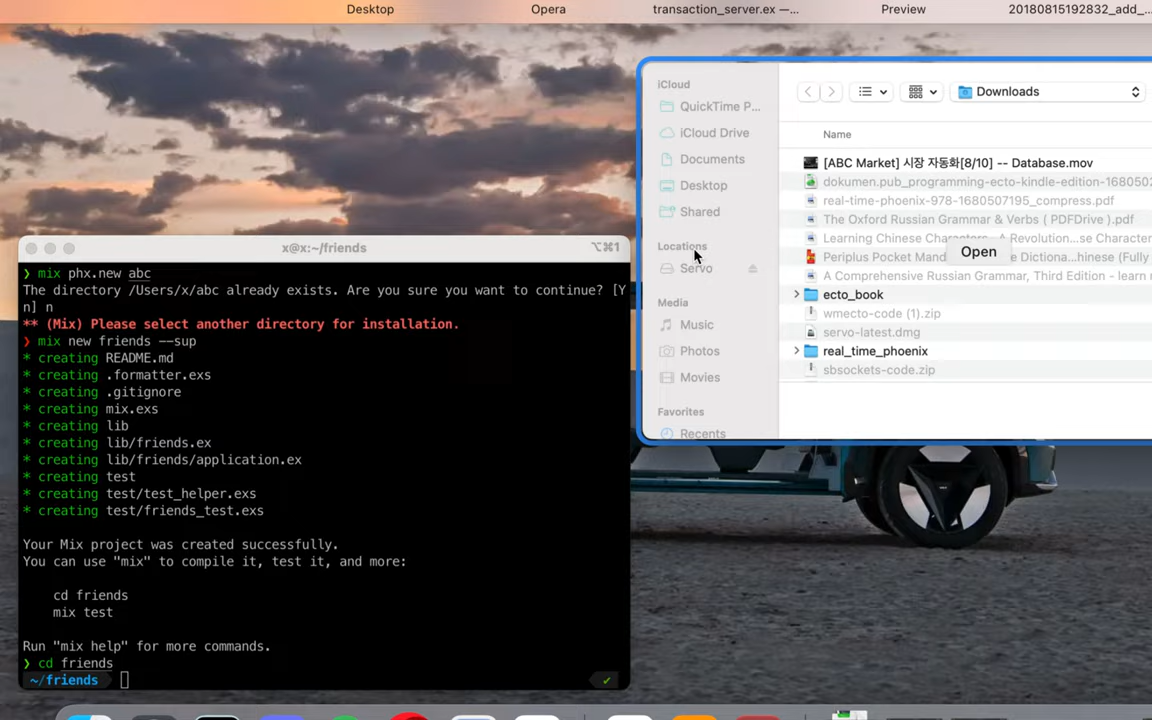 Desktop
Opera
transaction_server.ex —...
Preview
20180815192832_add_...
iCloud
QuickTime P...
iCloud Drive
Documents
Desktop
Shared
Locations
Servo
Media
Music
Photos
Movies
Favorites
Recents
Downloads
Name
[ABC Market] 시장 자동화[8/10] -- Database.mov
dokumen.pub_programming-ecto-kindle-edition-1680502
real-time-phoenix-978-1680507195_compress.pdf
The Oxford Russian Grammar & Verbs ( PDFDrive ).pdf
Learning Chinese Characters_ A Revolution...se Character
Periplus Pocket Mand
e Dictiona...hinese (Fully
A Comprehensive Russian Grammar, Third Edition - learn
Open
ecto_book
wmecto-code (1).zip
servo-latest.dmg
real_time_phoenix
sbsockets-code.zip
x@x:~/friends
⌥⌘1
❯ mix phx.new abc
The directory /Users/x/abc already exists. Are you sure you want to continue? [Y
n] n
** (Mix) Please select another directory for installation.
❯ mix new friends --sup
* creating README.md
* creating .formatter.exs
* creating .gitignore
* creating mix.exs
* creating lib
* creating lib/friends.ex
* creating lib/friends/application.ex
* creating test
* creating test/test_helper.exs
* creating test/friends_test.exs
Your Mix project was created successfully.
You can use "mix" to compile it, test it, and more:
cd friends
mix test
Run "mix help" for more commands.
❯ cd friends
~/friends